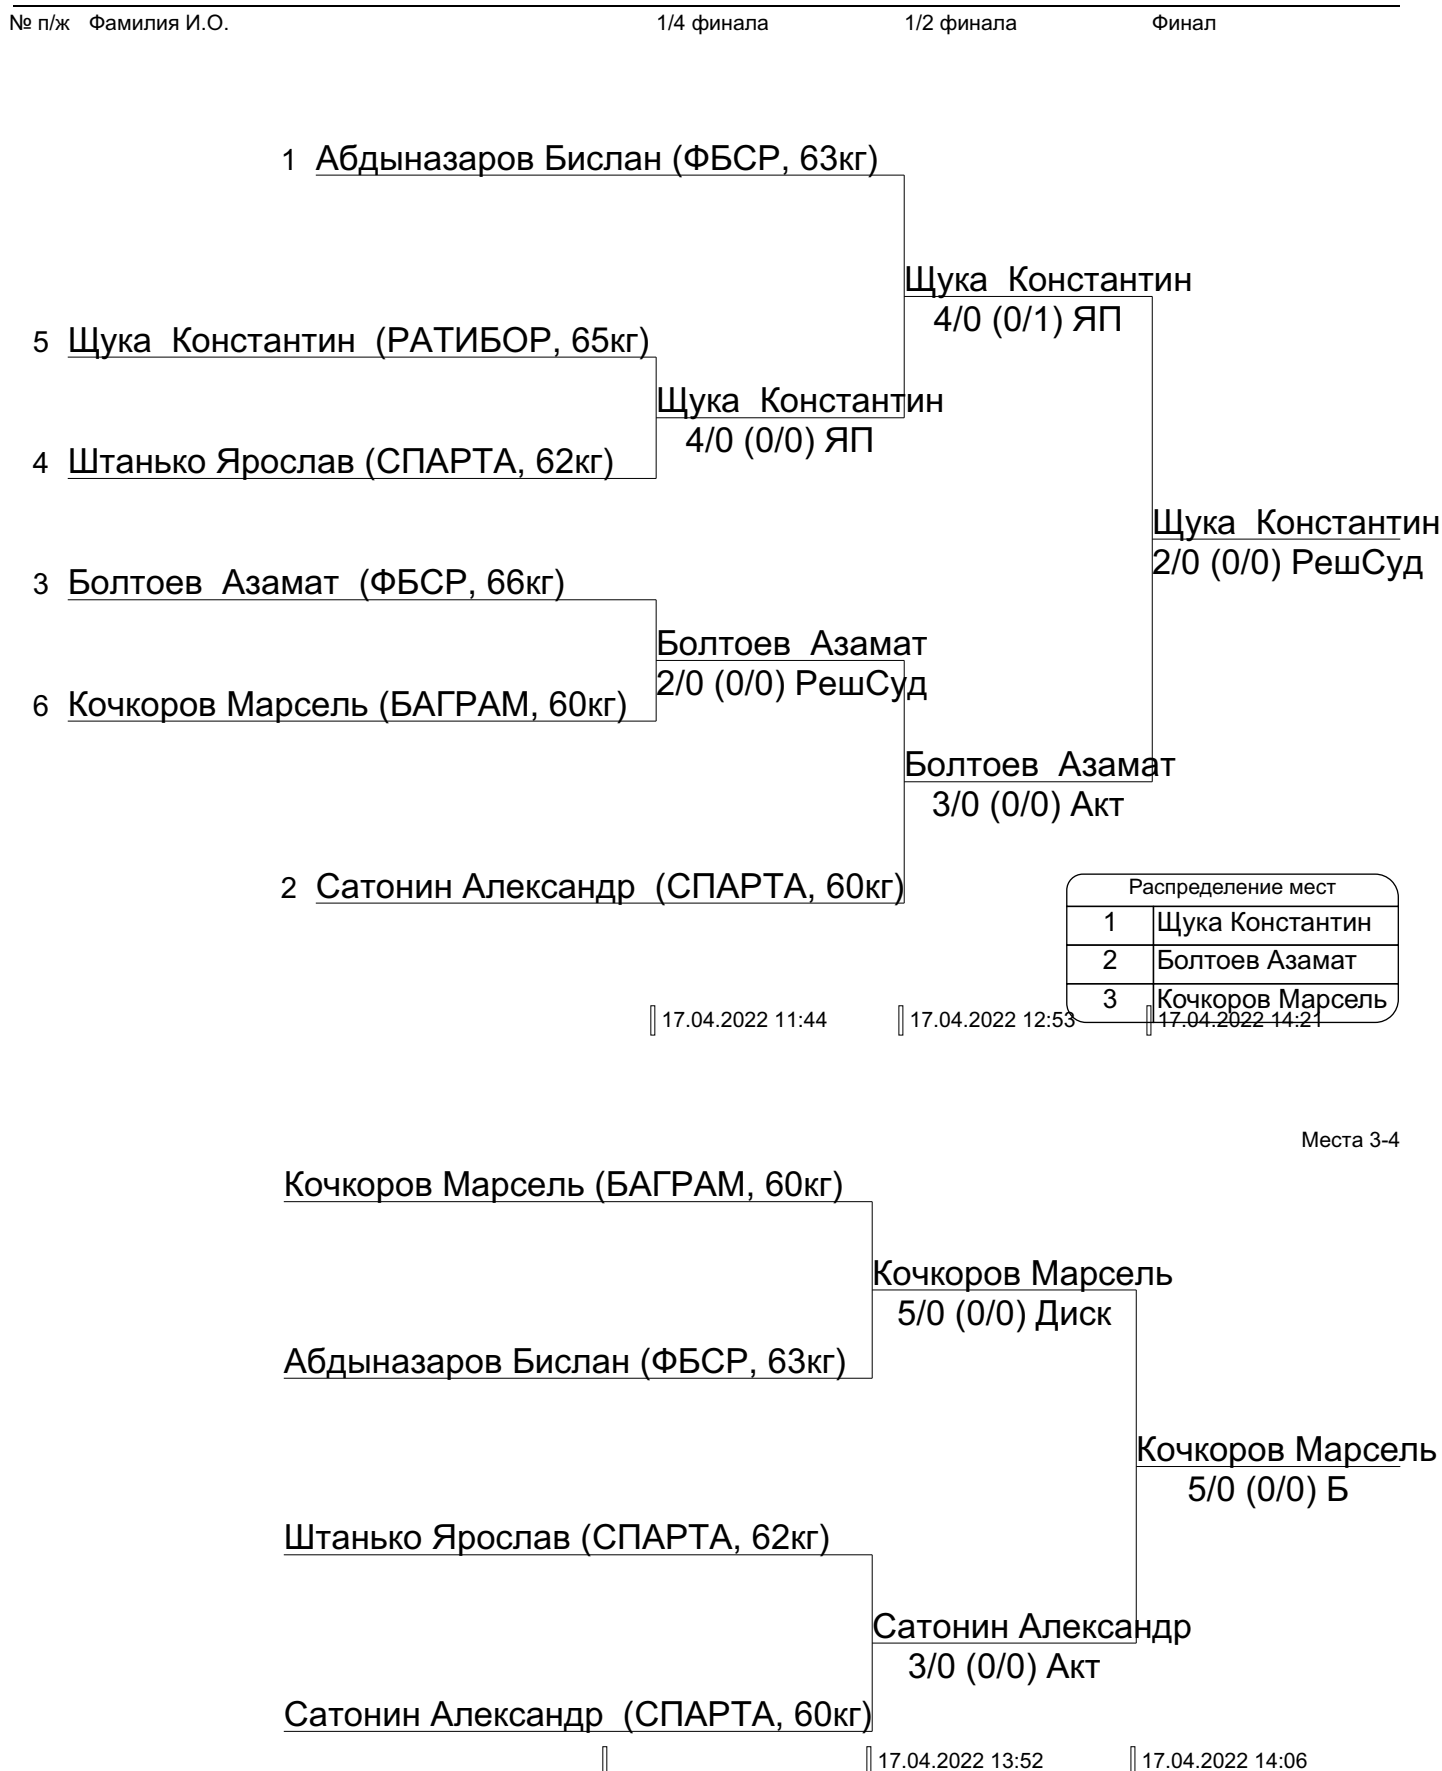 № п/ж Фамилия И.О. 1/4 финала 1/2 финала Финал
1 Абдыназаров Бислан (ФБСР, 63кг)
Щука Константин
4/0 (0/1) ЯП
5 Щука Константин (РАТИБОР, 65кг)
Щука Константин
4/0 (0/0) ЯП
4 Штанько Ярослав (СПАРТА, 62кг)
Щука Константин
2/0 (0/0) РешСуд
3 Болтоев Азамат (ФБСР, 66кг)
Болтоев Азамат
2/0 (0/0) РешСуд
6 Кочкоров Марсель (БАГРАМ, 60кг)
Болтоев Азамат
3/0 (0/0) Акт
2 Сатонин Александр (СПАРТА, 60кг)
Распределение мест
1 Щука Константин
2 Болтоев Азамат
3 Кочкоров Марсель
17.04.2022 11:44 17.04.2022 12:53 17.04.2022 14:21
Места 3-4
Кочкоров Марсель (БАГРАМ, 60кг)
Кочкоров Марсель
5/0 (0/0) Диск
Абдыназаров Бислан (ФБСР, 63кг)
Кочкоров Марсель
5/0 (0/0) Б
Штанько Ярослав (СПАРТА, 62кг)
Сатонин Александр
3/0 (0/0) Акт
Сатонин Александр (СПАРТА, 60кг)
17.04.2022 13:52 17.04.2022 14:06